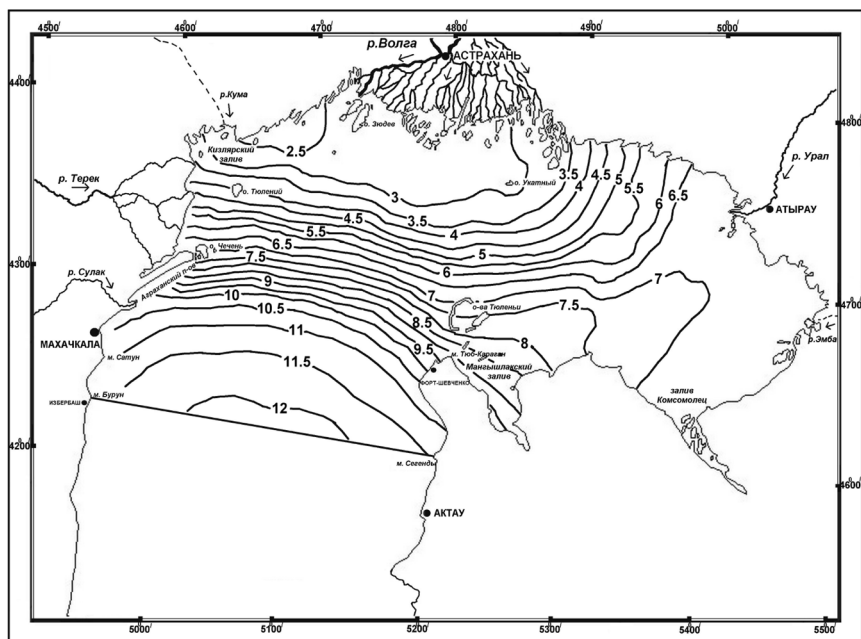 4500'
4600'
4700'
4800'
4900'
5000'
р.Волга
АСТРАХАНЬ
4400'
р.Кума
о. Зюдев
4800'
2.5
Кизлярский
залив
р. Урал
р. Терек
3.5
4.5
5
5.5
4
6
6.5
о. Укатный
3
о. Тюлений
АТЫРАУ
4.5
3.5
4
5.5
5
о. Чечень
6.5
6
7.5
4300'
р. Сулак
Аграханский п-ов
7
9
7
7.5
о-ва Тюленьи
4700'
10
10.5
8.5
МАХАЧКАЛА
11
8
р.Эмба
9.5
м. Тюб-Караган
м. Сатун
11.5
Мангышлакский
залив
ФОРТ-ШЕВЧЕНКО
м. Бурун
залив
Комсомолец
ИЗБЕРБАШ
12
4200'
м. Сегенды
4600'
АКТАУ
5000'
5100'
5200'
5300'
5400'
5500'